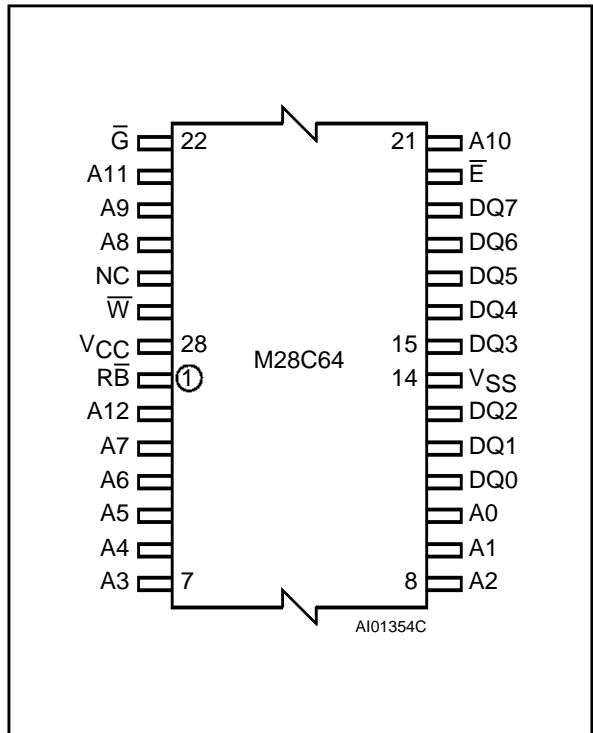 G̅ 22 21 A10
A11 E̅
A9 DQ7
A8 DQ6
NC DQ5
W̅ DQ4
VCC 28 15 DQ3
M28C64
RB̅ 1 14 VSS
A12 DQ2
A7 DQ1
A6 DQ0
A5 A0
A4 A1
A3 7 8 A2
AI01354C